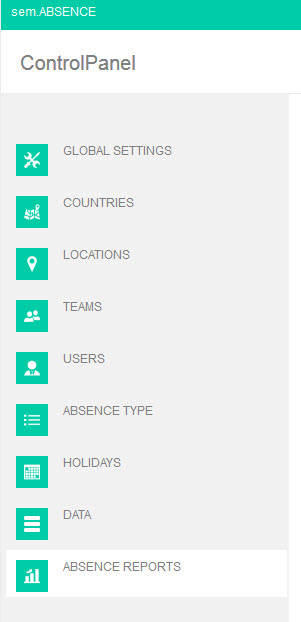 sem.ABSENCE
ControlPanel
GLOBAL SETTINGS
COUNTRIES
LOCATIONS
TEAMS
USERS
ABSENCE TYPE
HOLIDAYS
DATA
ABSENCE REPORTS